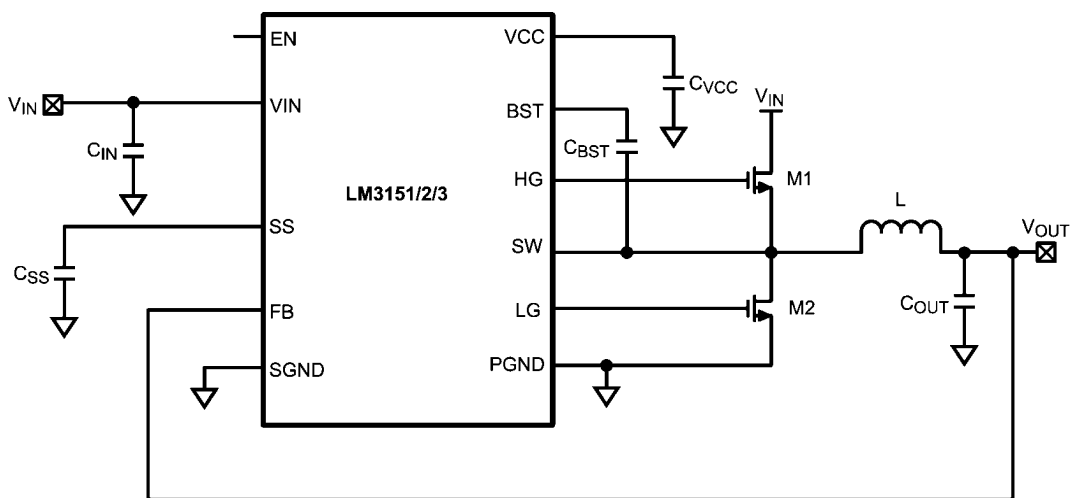 EN
VCC
VIN
VIN
CIN
BST
CBST
CVCC
VIN
HG
M1
LM3151/2/3
SS
CSS
SW
L
VOUT
FB
LG
M2
COUT
SGND
PGND